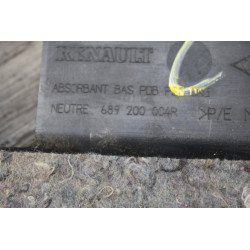 RENAULT
ABSORBANT BAS PDB
NEUTRE 689 200 004R >P/E